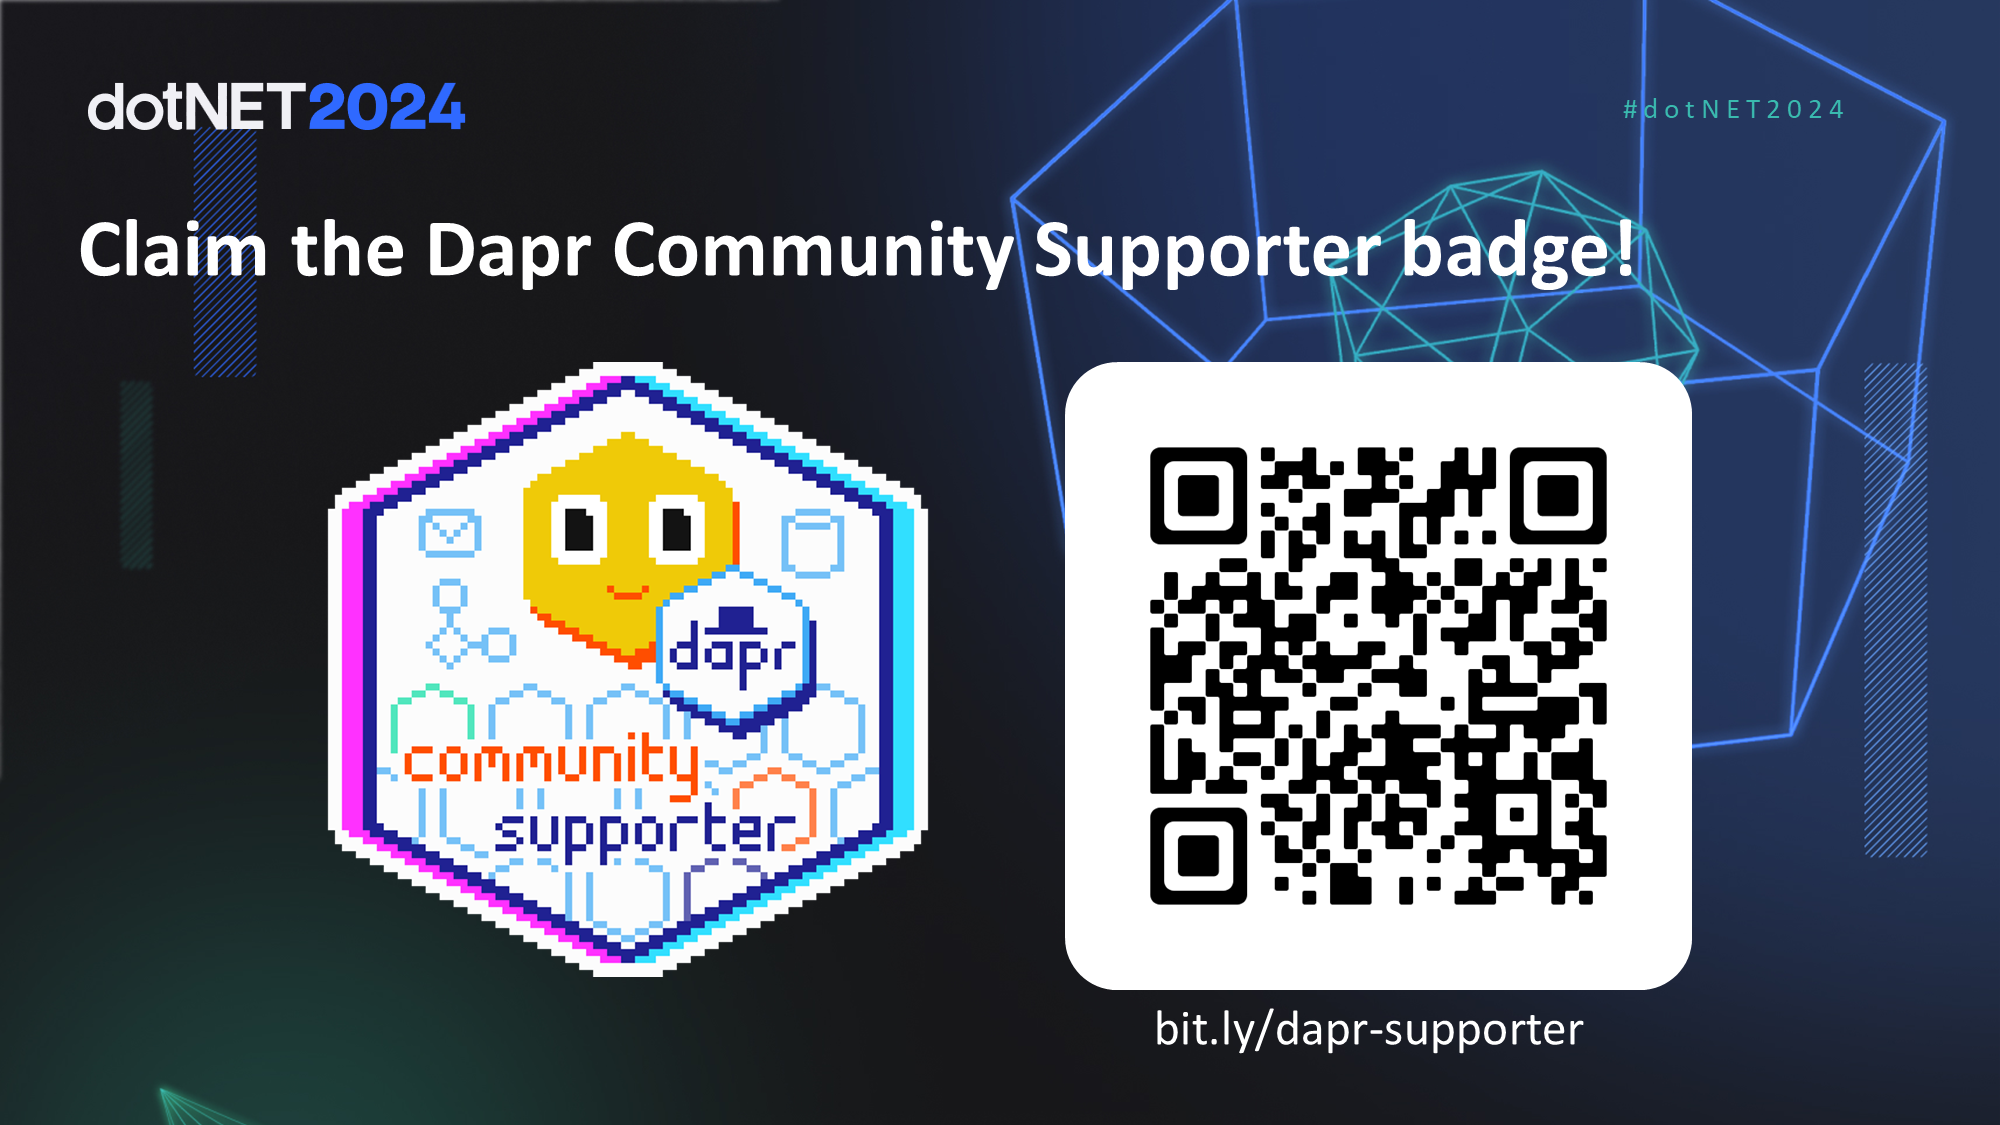 dotNET2024
#dotNET2024
Claim the Dapr Community Supporter badge!
dapr
community
supporter
bit.ly/dapr-supporter